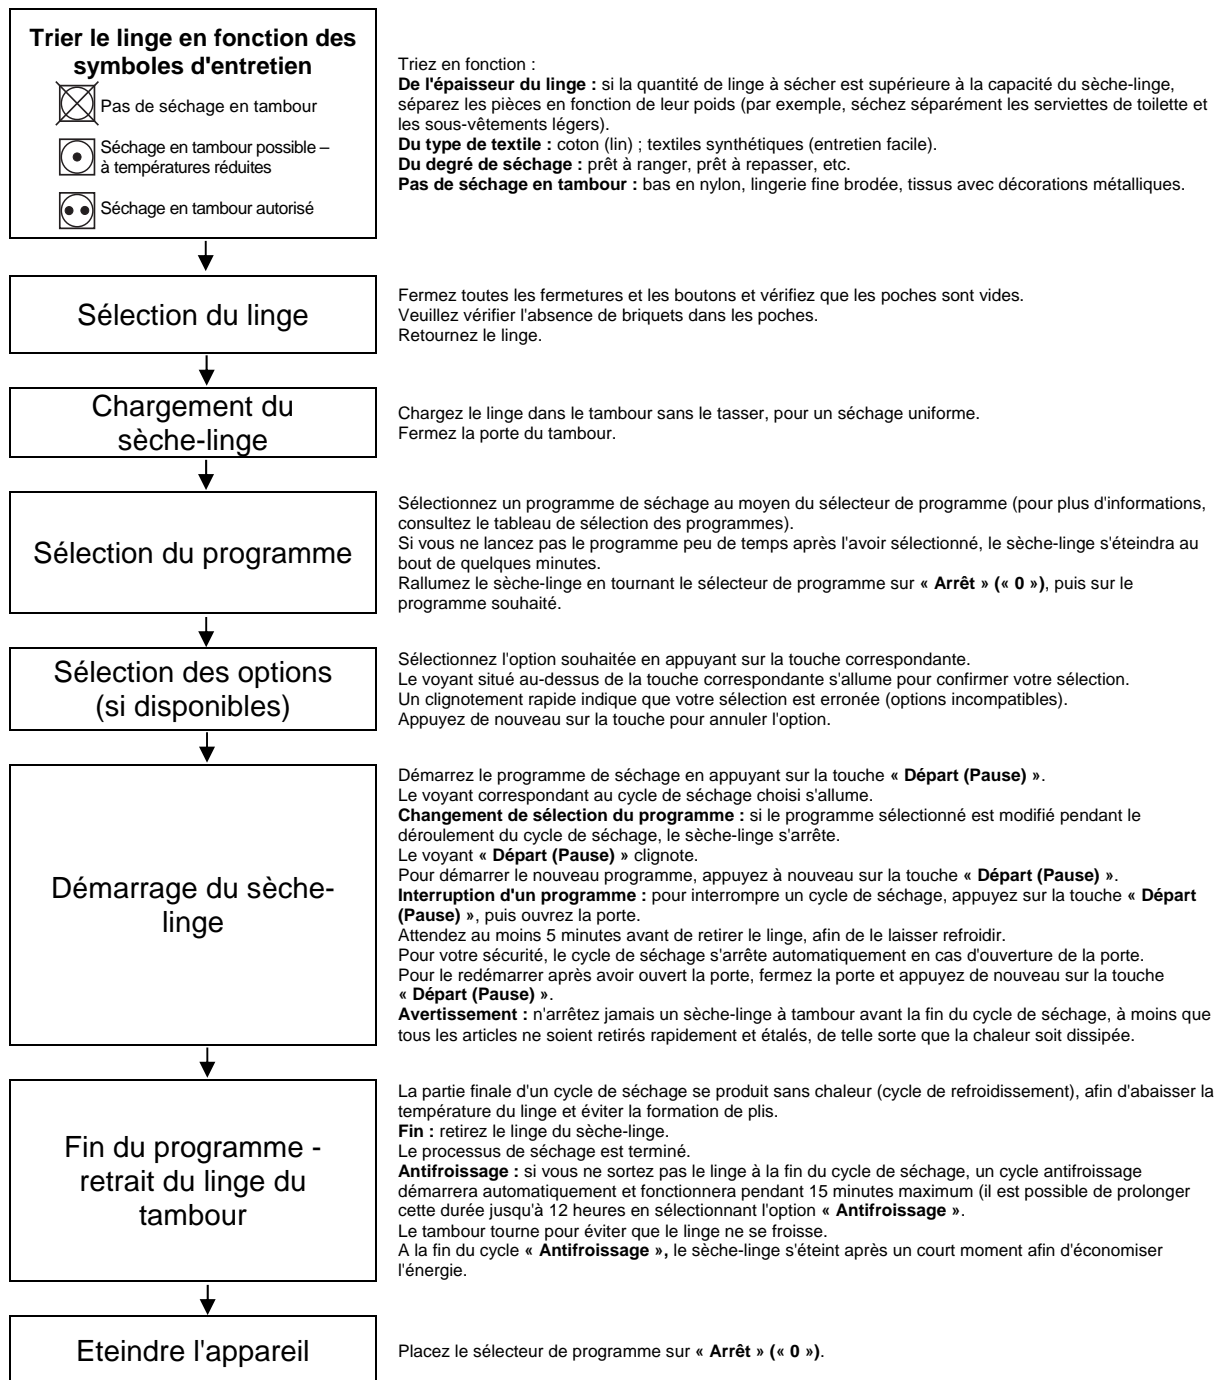 Trier le linge en fonction des
symboles d'entretien
Pas de séchage en tambour
Séchage en tambour possible –
à températures réduites
Séchage en tambour autorisé
Triez en fonction :
De l'épaisseur du linge : si la quantité de linge à sécher est supérieure à la capacité du sèche-linge,
séparez les pièces en fonction de leur poids (par exemple, séchez séparément les serviettes de toilette et
les sous-vêtements légers).
Du type de textile : coton (lin) ; textiles synthétiques (entretien facile).
Du degré de séchage : prêt à ranger, prêt à repasser, etc.
Pas de séchage en tambour : bas en nylon, lingerie fine brodée, tissus avec décorations métalliques.
Sélection du linge
Fermez toutes les fermetures et les boutons et vérifiez que les poches sont vides.
Veuillez vérifier l'absence de briquets dans les poches.
Retournez le linge.
Chargement du
sèche-linge
Chargez le linge dans le tambour sans le tasser, pour un séchage uniforme.
Fermez la porte du tambour.
Sélection du programme
Sélectionnez un programme de séchage au moyen du sélecteur de programme (pour plus d'informations,
consultez le tableau de sélection des programmes).
Si vous ne lancez pas le programme peu de temps après l'avoir sélectionné, le sèche-linge s'éteindra au
bout de quelques minutes.
Rallumez le sèche-linge en tournant le sélecteur de programme sur « Arrêt » (« 0 »), puis sur le
programme souhaité.
Sélection des options
(si disponibles)
Sélectionnez l'option souhaitée en appuyant sur la touche correspondante.
Le voyant situé au-dessus de la touche correspondante s'allume pour confirmer votre sélection.
Un clignotement rapide indique que votre sélection est erronée (options incompatibles).
Appuyez de nouveau sur la touche pour annuler l'option.
Démarrage du sèche-
linge
Démarrez le programme de séchage en appuyant sur la touche « Départ (Pause) ».
Le voyant correspondant au cycle de séchage choisi s'allume.
Changement de sélection du programme : si le programme sélectionné est modifié pendant le
déroulement du cycle de séchage, le sèche-linge s'arrête.
Le voyant « Départ (Pause) » clignote.
Pour démarrer le nouveau programme, appuyez à nouveau sur la touche « Départ (Pause) ».
Interruption d'un programme : pour interrompre un cycle de séchage, appuyez sur la touche « Départ
(Pause) », puis ouvrez la porte.
Attendez au moins 5 minutes avant de retirer le linge, afin de le laisser refroidir.
Pour votre sécurité, le cycle de séchage s'arrête automatiquement en cas d'ouverture de la porte.
Pour le redémarrer après avoir ouvert la porte, fermez la porte et appuyez de nouveau sur la touche
« Départ (Pause) ».
Avertissement : n'arrêtez jamais un sèche-linge à tambour avant la fin du cycle de séchage, à moins que
tous les articles ne soient retirés rapidement et étalés, de telle sorte que la chaleur soit dissipée.
Fin du programme -
retrait du linge du
tambour
La partie finale d'un cycle de séchage se produit sans chaleur (cycle de refroidissement), afin d'abaisser la
température du linge et éviter la formation de plis.
Fin : retirez le linge du sèche-linge.
Le processus de séchage est terminé.
Antifroissage : si vous ne sortez pas le linge à la fin du cycle de séchage, un cycle antifroissage
démarrera automatiquement et fonctionnera pendant 15 minutes maximum (il est possible de prolonger
cette durée jusqu'à 12 heures en sélectionnant l'option « Antifroissage ».
Le tambour tourne pour éviter que le linge ne se froisse.
A la fin du cycle « Antifroissage », le sèche-linge s'éteint après un court moment afin d'économiser
l'énergie.
Eteindre l'appareil
Placez le sélecteur de programme sur « Arrêt » (« 0 »).